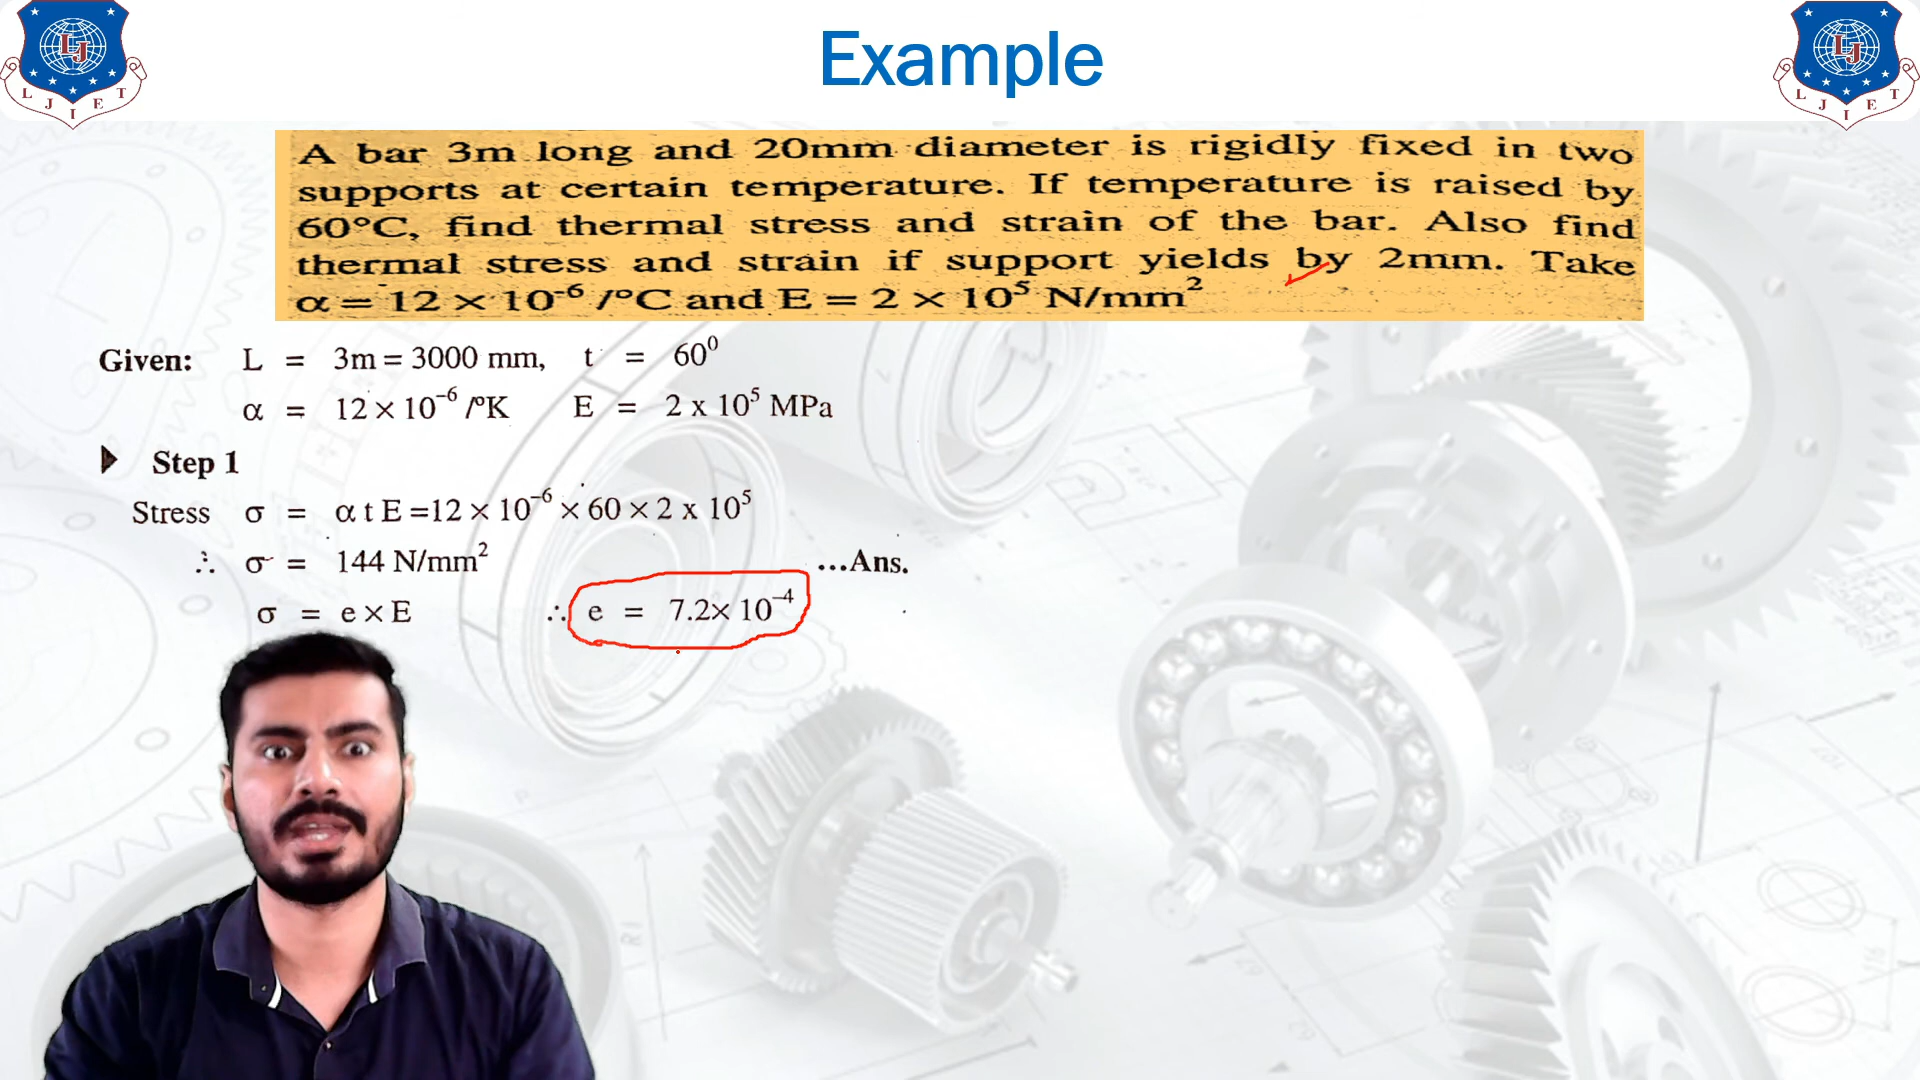 Example
LJIET
LJIET
A bar 3m long and 20mm diameter is rigidly fixed in two
supports at certain temperature. If temperature is raised by
60°C, find thermal stress and strain of the bar. Also find
thermal stress and strain if support yields by 2mm. Take
α = 12 × 10⁻⁶ /°C and E = 2 × 10⁵ N/mm²
Given: L = 3m = 3000 mm, t = 60⁰
α = 12 × 10⁻⁶ /°K E = 2 x 10⁵ MPa
Step 1
Stress σ = α t E =12 × 10⁻⁶ × 60 × 2 x 10⁵
∴ σ = 144 N/mm² ...Ans.
σ = e × E ∴ e = 7.2× 10⁻⁴